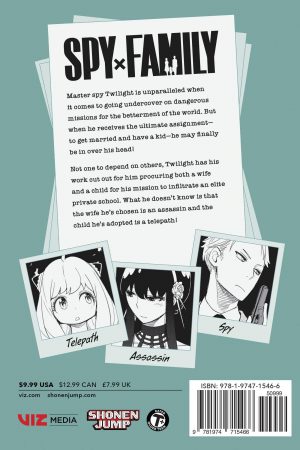 SPY×FAMILY
Master spy Twilight is unparalleled when
it comes to going undercover on dangerous
missions for the betterment of the world. But
when he receives the ultimate assignment—
to get married and have a kid—he may finally
be in over his head!
Not one to depend on others, Twilight has his
work cut out for him procuring both a wife
and a child for his mission to infiltrate an elite
private school. What he doesn't know is that
the wife he's chosen is an assassin and the
child he's adopted is a telepath!
Telepath
Assassin
Spy
$9.99 USA $12.99 CAN £7.99 UK
viz.com shonenjump.com
VIZ MEDIA
SHONEN
JUMP
T
ISBN: 978-1-9747-1546-6
50999
9 781974 715466